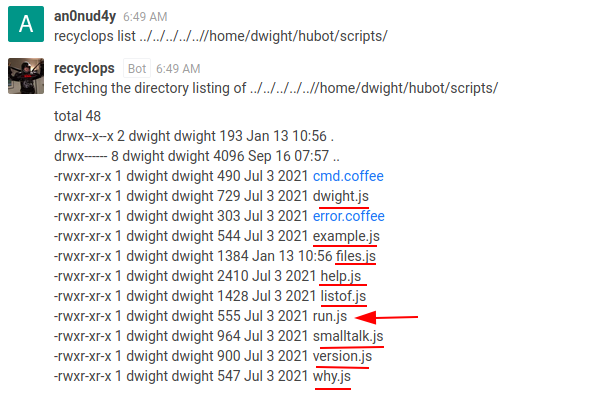 A
an0nud4y 6:49 AM
recyclops list ../../../../..//home/dwight/hubot/scripts/
recyclops Bot 6:49 AM
Fetching the directory listing of ../../../../..//home/dwight/hubot/scripts/
total 48
drwx--x--x 2 dwight dwight 193 Jan 13 10:56 .
drwx------ 8 dwight dwight 4096 Sep 16 07:57 ..
-rwxr-xr-x 1 dwight dwight 490 Jul 3 2021 cmd.coffee
-rwxr-xr-x 1 dwight dwight 729 Jul 3 2021 dwight.js
-rwxr-xr-x 1 dwight dwight 303 Jul 3 2021 error.coffee
-rwxr-xr-x 1 dwight dwight 544 Jul 3 2021 example.js
-rwxr-xr-x 1 dwight dwight 1384 Jan 13 10:56 files.js
-rwxr-xr-x 1 dwight dwight 2410 Jul 3 2021 help.js
-rwxr-xr-x 1 dwight dwight 1428 Jul 3 2021 listof.js
-rwxr-xr-x 1 dwight dwight 555 Jul 3 2021 run.js
-rwxr-xr-x 1 dwight dwight 964 Jul 3 2021 smalltalk.js
-rwxr-xr-x 1 dwight dwight 900 Jul 3 2021 version.js
-rwxr-xr-x 1 dwight dwight 547 Jul 3 2021 why.js